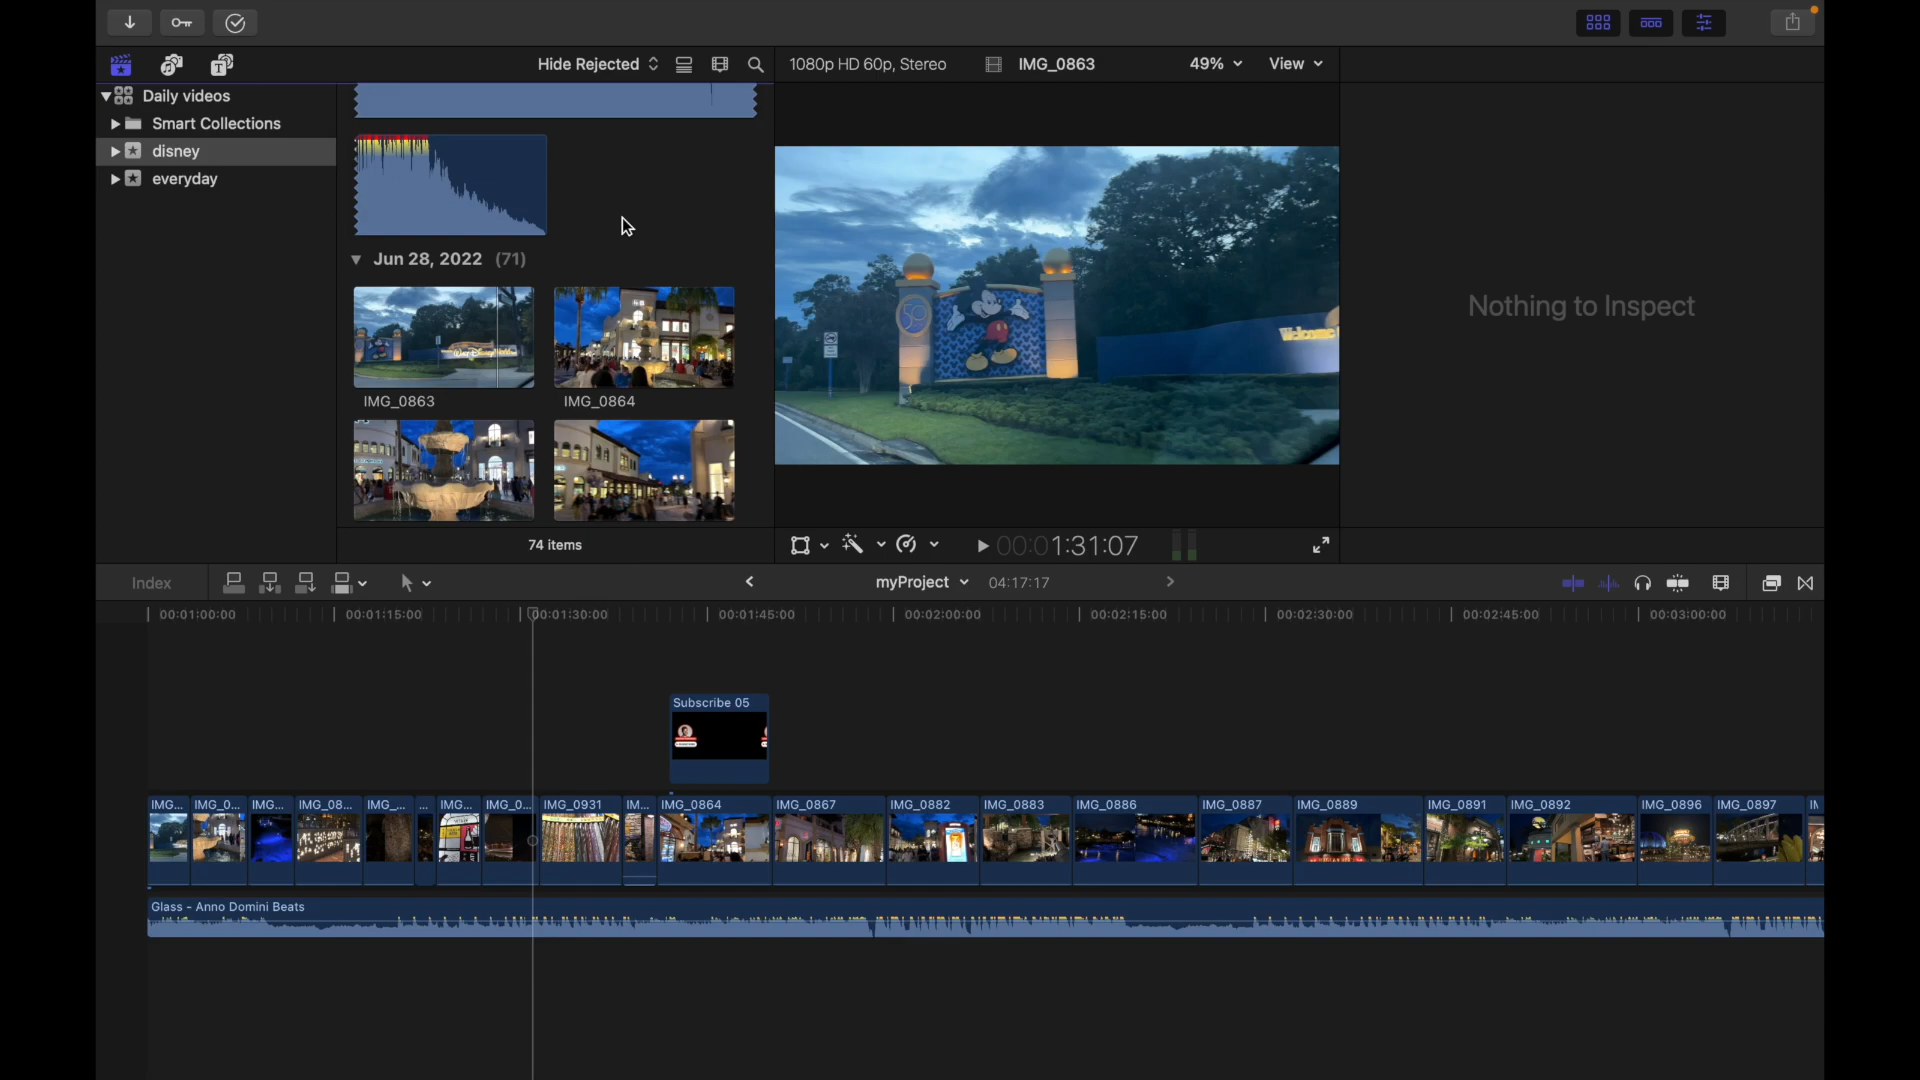 Hide Rejected
1080p HD 60p, Stereo
IMG_0863
49%
View
Daily videos
Smart Collections
disney
everyday
Jun 28, 2022 (71)
IMG_0863
IMG_0864
74 items
50
Welcome
Walt Disney World
Nothing to Inspect
00:01:31:07
Index
myProject
04:17:17
00:01:00:00
00:01:15:00
00:01:30:00
00:01:45:00
00:02:00:00
00:02:15:00
00:02:30:00
00:02:45:00
00:03:00:00
Subscribe 05
IMG...
IMG_0...
IMG...
IMG_08...
IMG_...
...
IMG...
IMG_0...
IMG_0931
IM...
IMG_0864
IMG_0867
IMG_0882
IMG_0883
IMG_0886
IMG_0887
IMG_0889
IMG_0891
IMG_0892
IMG_0896
IMG_0897
Glass - Anno Domini Beats